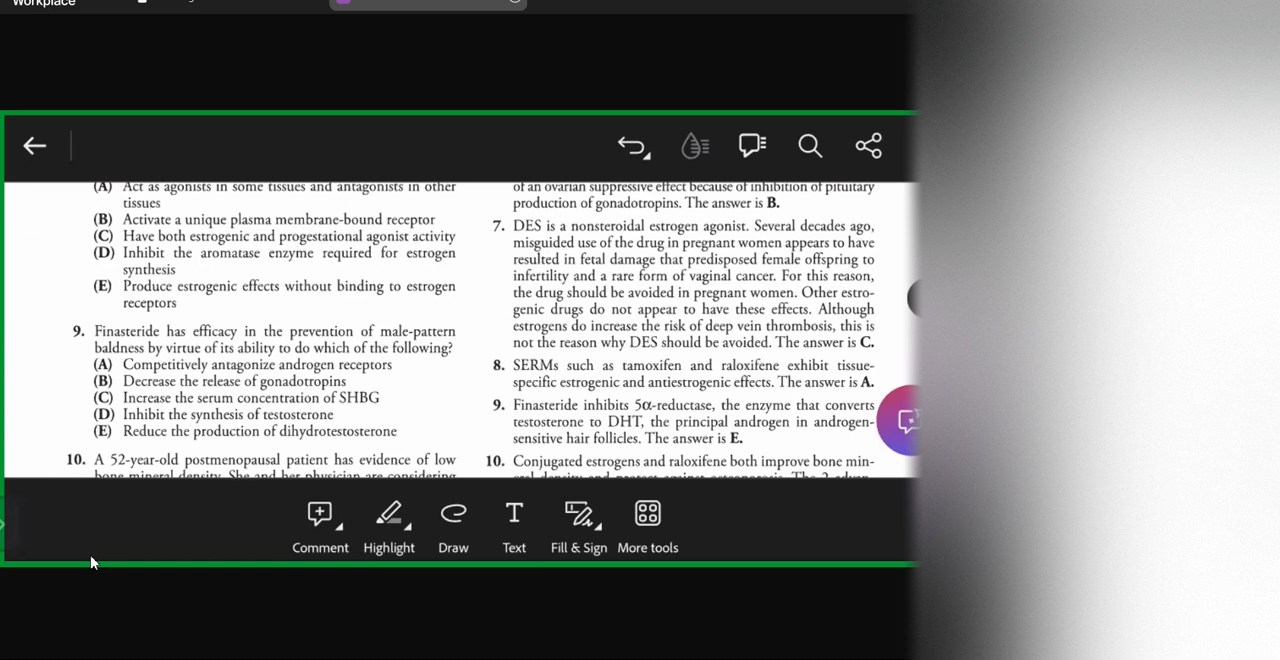 Workplace
(A) Act as agonists in some tissues and antagonists in other
tissues
(B) Activate a unique plasma membrane-bound receptor
(C) Have both estrogenic and progestational agonist activity
(D) Inhibit the aromatase enzyme required for estrogen
synthesis
(E) Produce estrogenic effects without binding to estrogen
receptors
9. Finasteride has efficacy in the prevention of male-pattern
baldness by virtue of its ability to do which of the following?
(A) Competitively antagonize androgen receptors
(B) Decrease the release of gonadotropins
(C) Increase the serum concentration of SHBG
(D) Inhibit the synthesis of testosterone
(E) Reduce the production of dihydrotestosterone
10. A 52-year-old postmenopausal patient has evidence of low
bone mineral density. She and her physician are considering
of an ovarian suppressive effect because of inhibition of pituitary
production of gonadotropins. The answer is B.
7. DES is a nonsteroidal estrogen agonist. Several decades ago,
misguided use of the drug in pregnant women appears to have
resulted in fetal damage that predisposed female offspring to
infertility and a rare form of vaginal cancer. For this reason,
the drug should be avoided in pregnant women. Other estro-
genic drugs do not appear to have these effects. Although
estrogens do increase the risk of deep vein thrombosis, this is
not the reason why DES should be avoided. The answer is C.
8. SERMs such as tamoxifen and raloxifene exhibit tissue-
specific estrogenic and antiestrogenic effects. The answer is A.
9. Finasteride inhibits 5α-reductase, the enzyme that converts
testosterone to DHT, the principal androgen in androgen-
sensitive hair follicles. The answer is E.
10. Conjugated estrogens and raloxifene both improve bone min-
Comment Highlight Draw Text Fill & Sign More tools